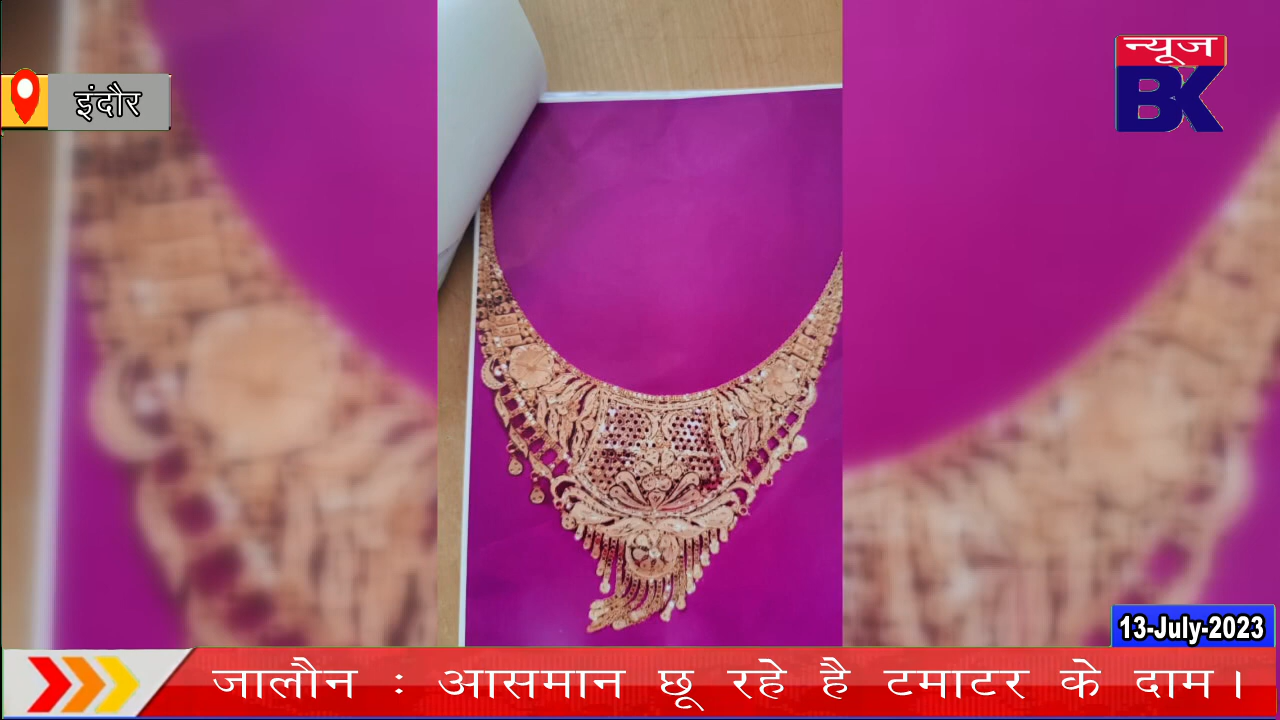 इंदौर
न्यूज
BK
13-July-2023
जालौन : आसमान छू रहे है टमाटर के दाम।